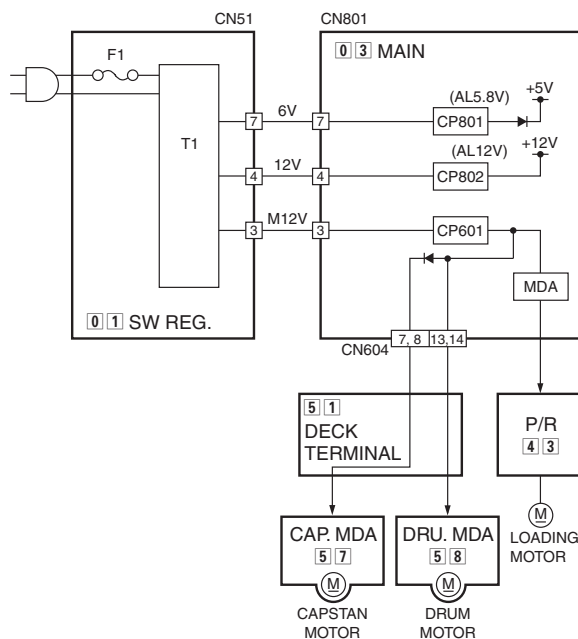 CN51
CN801
F1
0 3 MAIN
T1
7
6V
7
(AL5.8V)
CP801
+5V
4
12V
4
(AL12V)
CP802
+12V
3
M12V
3
CP601
MDA
0 1 SW REG.
CN604
7, 8
13,14
5 1
DECK
TERMINAL
P/R
4 3
M
LOADING
MOTOR
CAP. MDA
5 7
M
CAPSTAN
MOTOR
DRU. MDA
5 8
M
DRUM
MOTOR